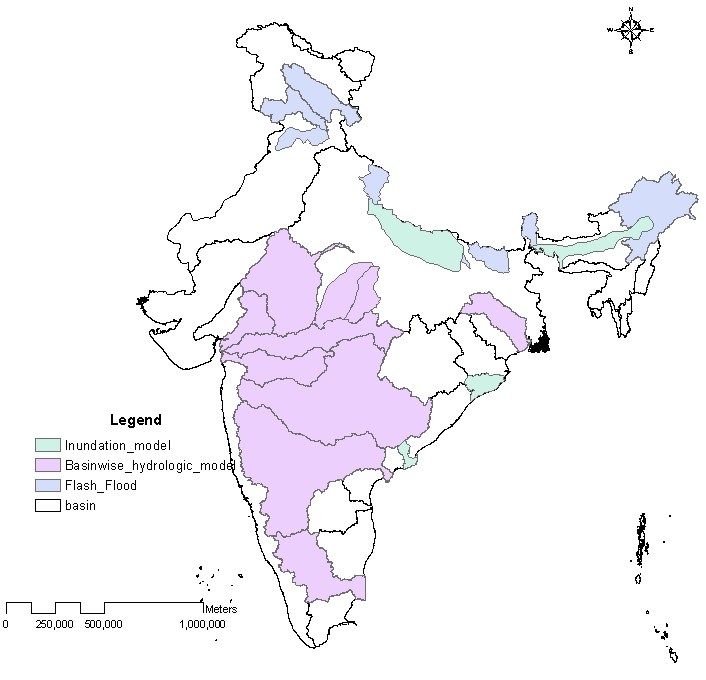 N
W E
S
Legend
Inundation_model
Basinwise_hydrologic_model
Flash_Flood
basin
Meters
0 250,000 500,000 1,000,000